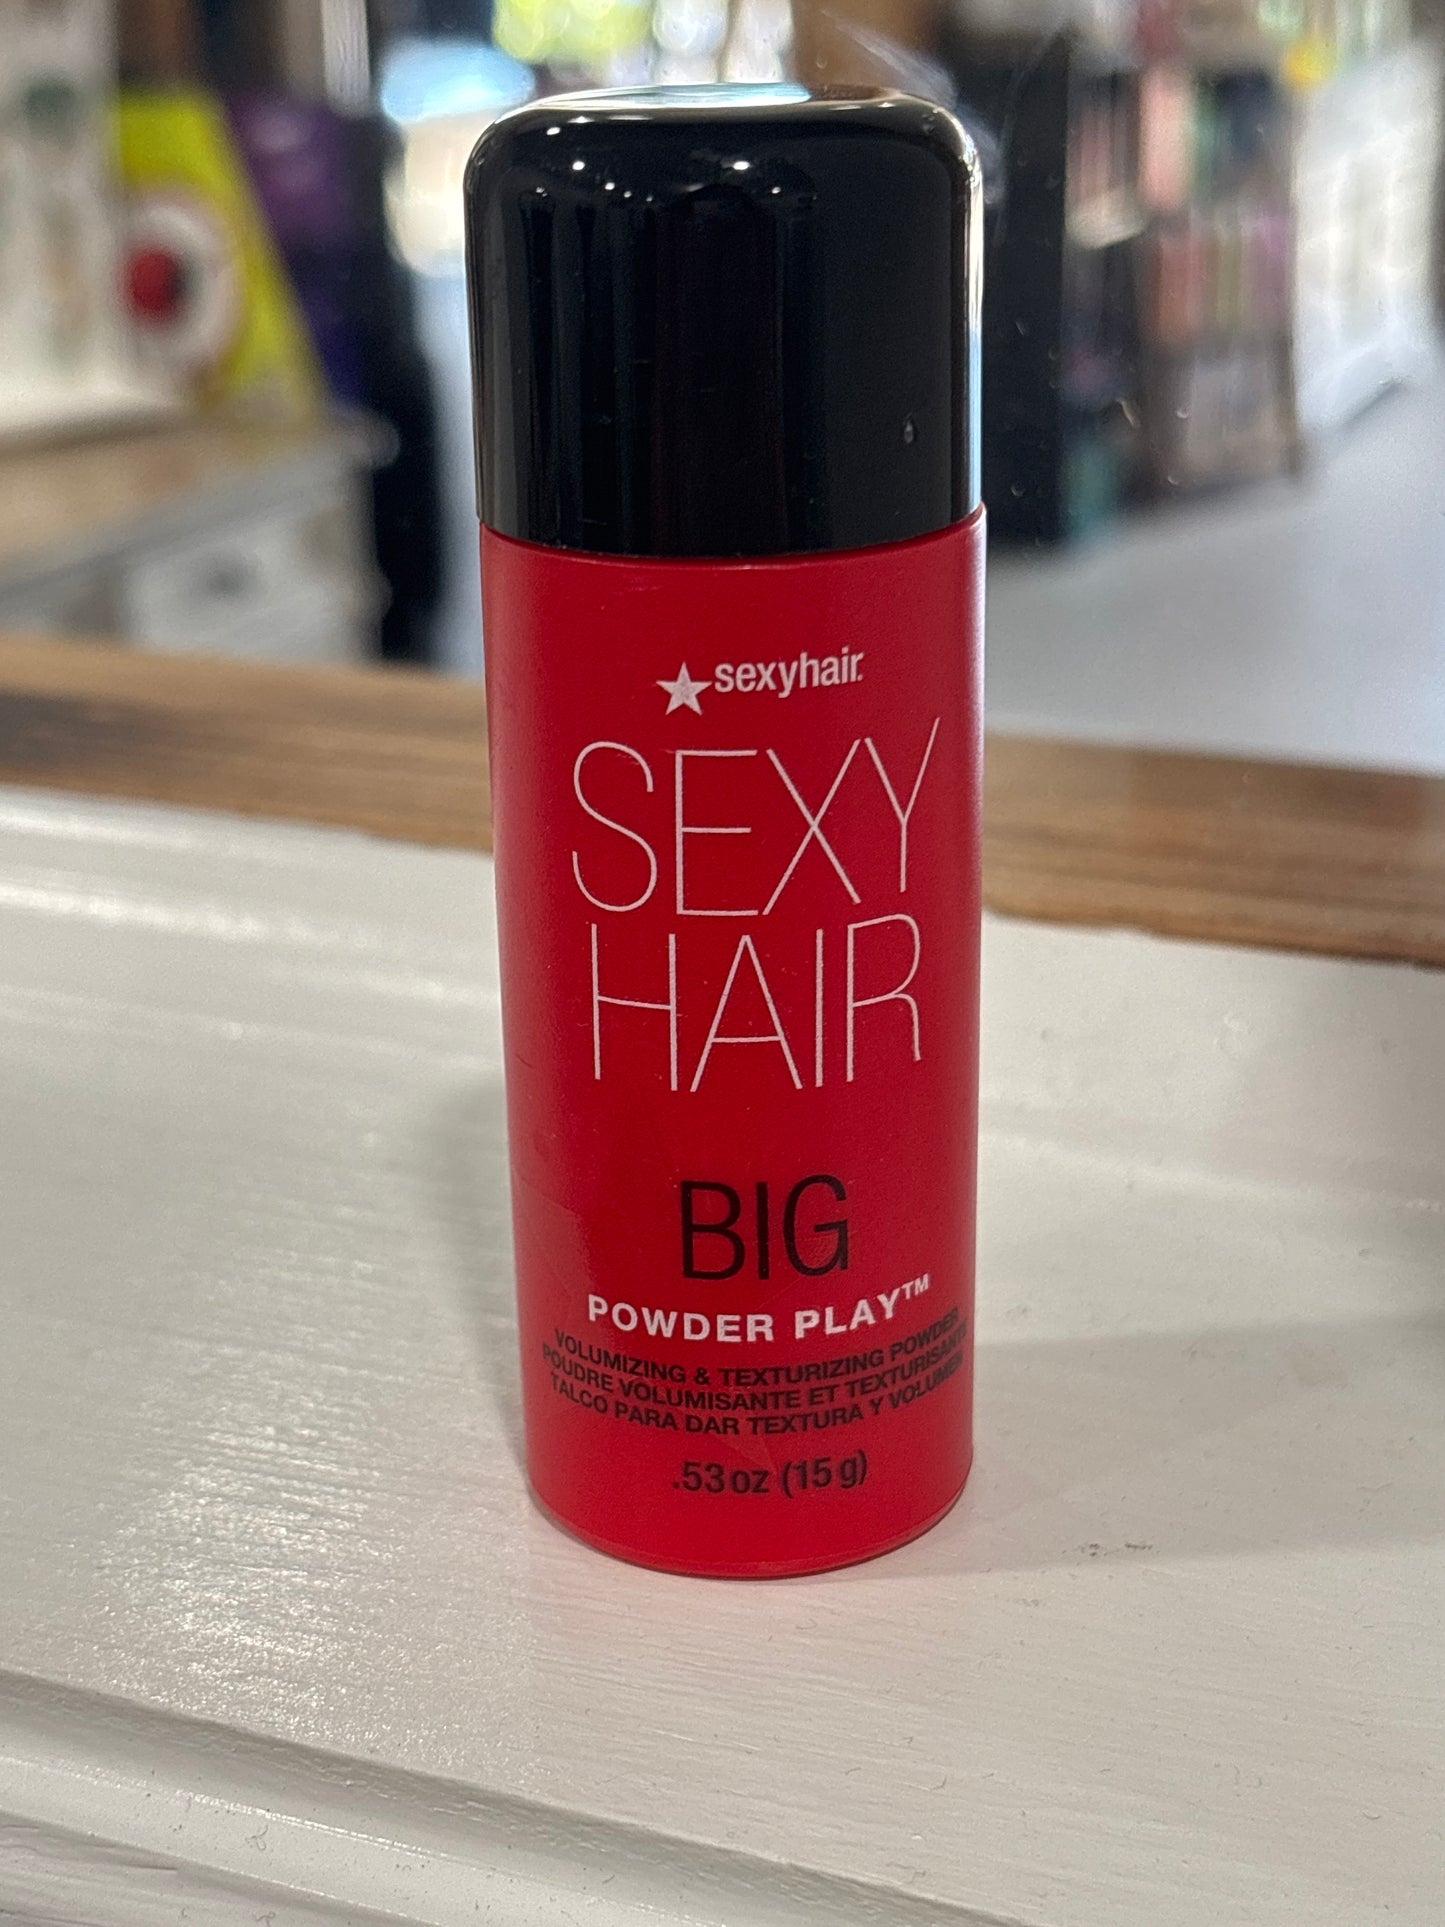 sexyhair.
SEXY
HAIR
BIG
POWDER PLAY™
VOLUMIZING & TEXTURIZING POWDER
POUDRE VOLUMISANTE ET TEXTURISANTE
TALCO PARA DAR TEXTURA Y VOLUMEN
.53 oz (15 g)